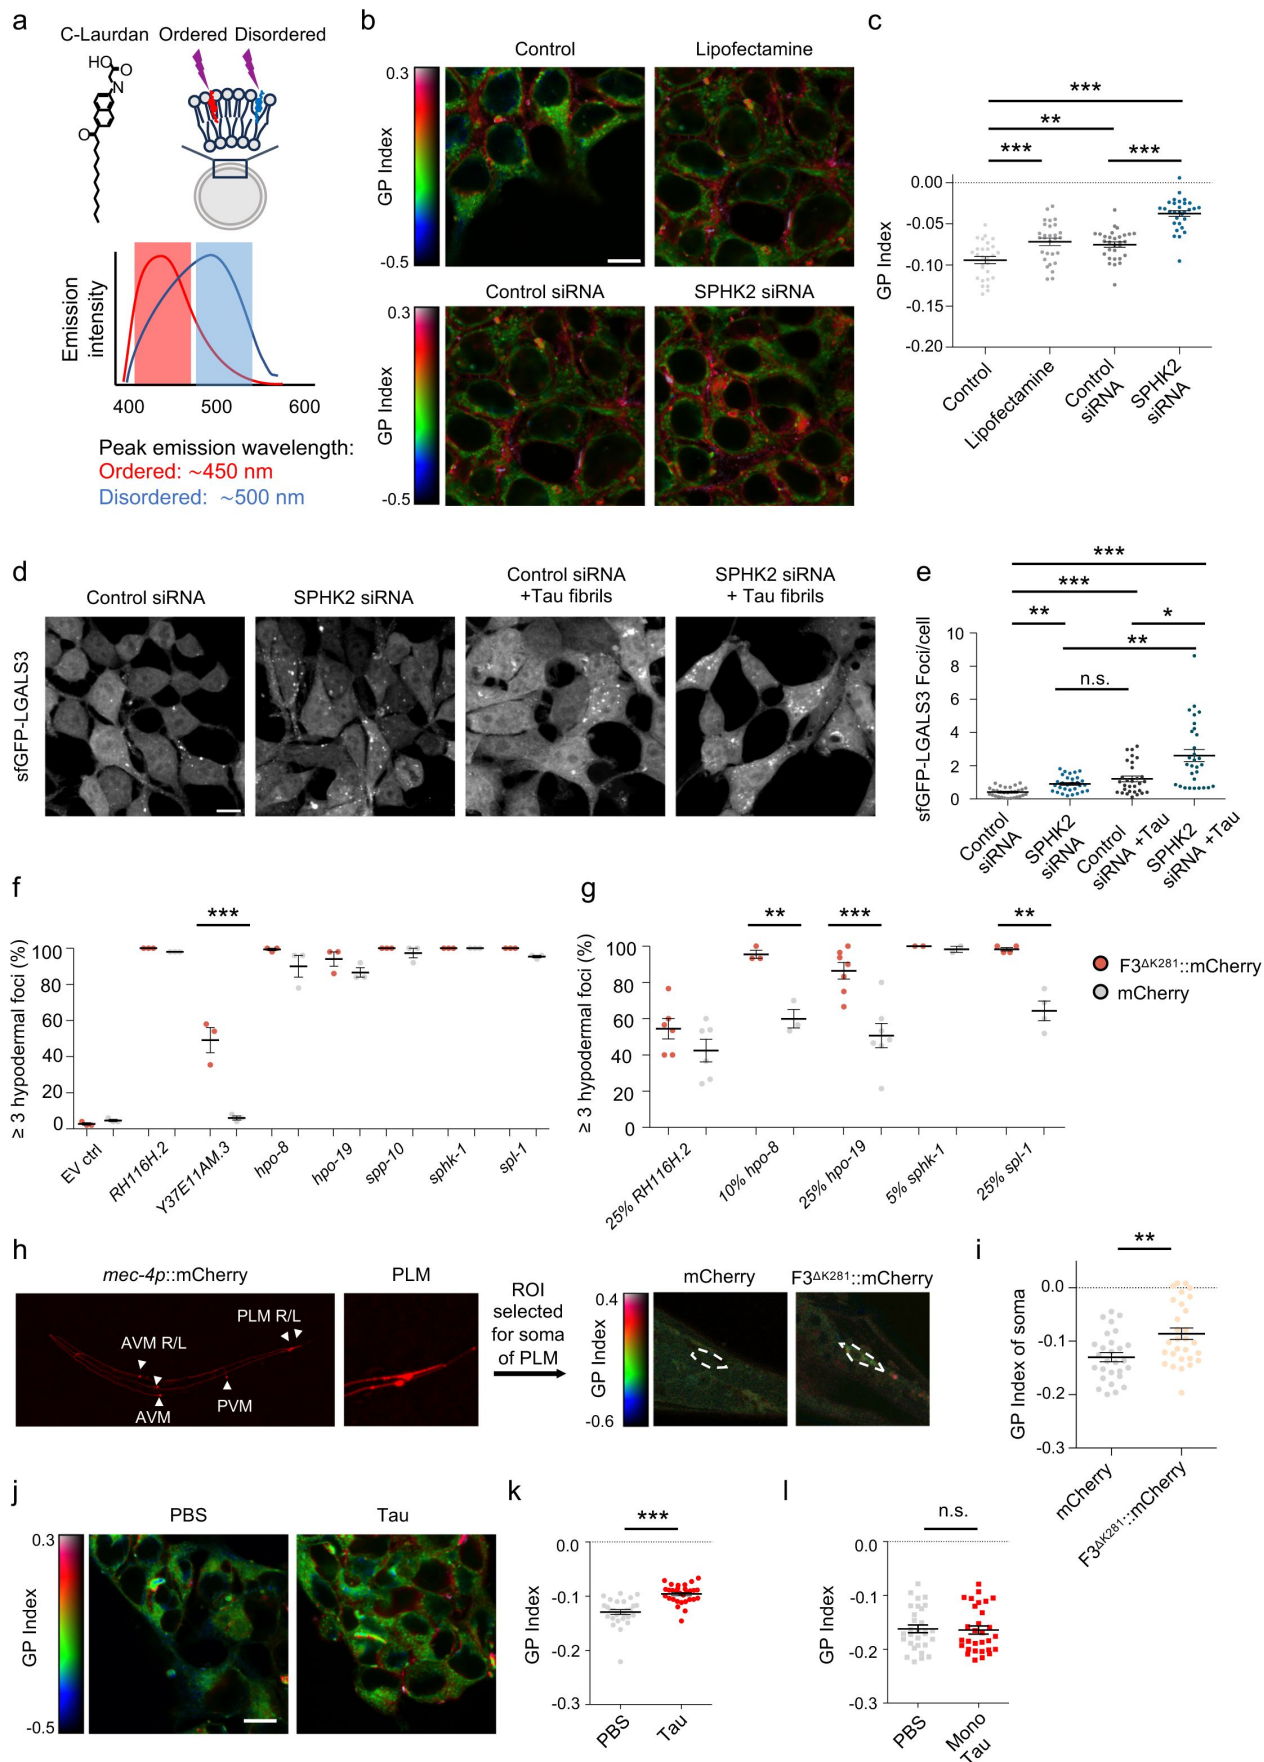 a
C-Laurdan
Ordered
Disordered
HO
O
N
O
Emission
intensity
400
500
600
Peak emission wavelength:
Ordered: ~450 nm
Disordered: ~500 nm
b
Control
Lipofectamine
0.3
GP Index
-0.5
Control siRNA
SPHK2 siRNA
0.3
GP Index
-0.5
c
***
**
***
***
0.00
-0.05
-0.10
-0.15
-0.20
GP Index
Control
Lipofectamine
Control
siRNA
SPHK2
siRNA
d
Control siRNA
SPHK2 siRNA
Control siRNA
+Tau fibrils
SPHK2 siRNA
+ Tau fibrils
sfGFP-LGALS3
e
***
***
**
*
**
n.s.
10
8
6
4
2
0
sfGFP-LGALS3 Foci/cell
Control
siRNA
SPHK2
siRNA
Control
siRNA +Tau
SPHK2
siRNA +Tau
f
***
100
80
60
40
20
0
≥ 3 hypodermal foci (%)
EV ctrl
RH116H.2
Y37E11AM.3
hpo-8
hpo-19
spp-10
sphk-1
spl-1
g
**
***
**
100
80
60
40
20
0
≥ 3 hypodermal foci (%)
25% RH116H.2
10% hpo-8
25% hpo-19
5% sphk-1
25% spl-1
F3ΔK281::mCherry
mCherry
h
mec-4p::mCherry
PLM R/L
AVM R/L
AVM
PVM
PLM
ROI
selected
for soma
of PLM
0.4
GP Index
-0.6
mCherry
F3ΔK281::mCherry
i
**
0.0
-0.1
-0.2
-0.3
GP Index of soma
mCherry
F3ΔK281::mCherry
j
PBS
Tau
0.3
GP Index
-0.5
k
***
0.0
-0.1
-0.2
-0.3
GP Index
PBS
Tau
l
n.s.
0.0
-0.1
-0.2
-0.3
GP Index
PBS
Mono
Tau